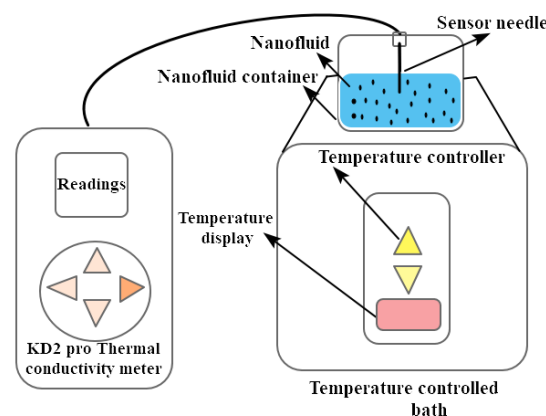 Sensor needle
Nanofluid
Nanofluid container
Temperature controller
Readings
Temperature
display
KD2 pro Thermal
conductivity meter
Temperature controlled
bath